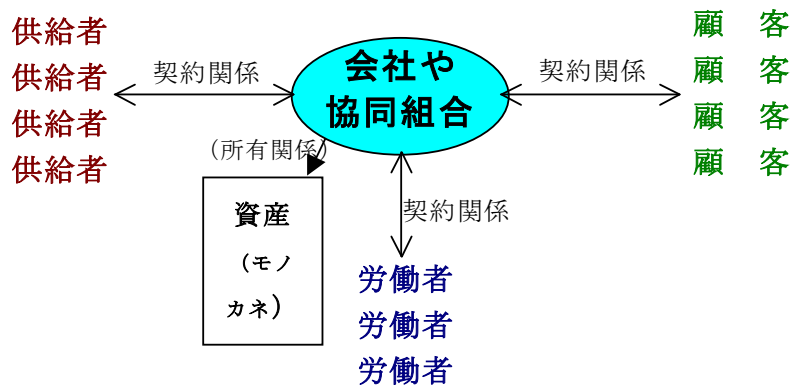 供給者
供給者
供給者
供給者
契約関係
会社や
協同組合
契約関係
顧　客
顧　客
顧　客
顧　客
（所有関係）
資産
（モノ
カネ）
契約関係
労働者
労働者
労働者